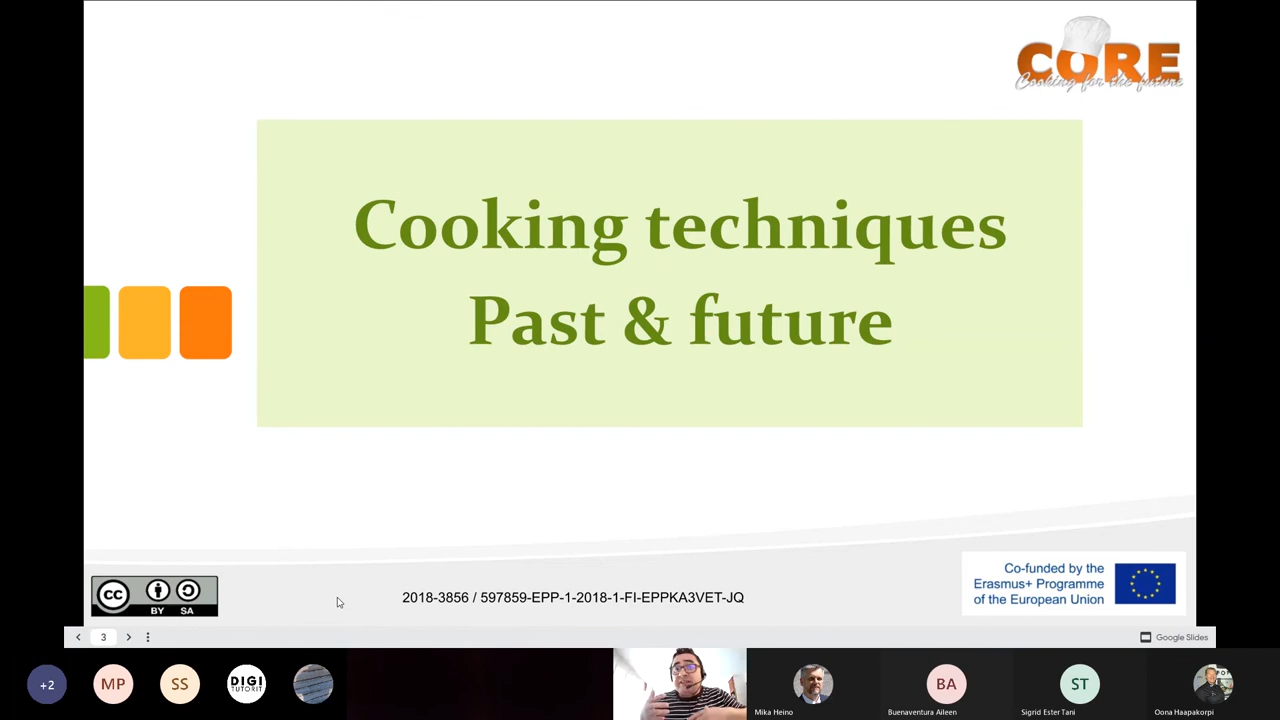 CORE
Cooking for the future
Cooking techniques
Past & future
cc
BY SA
2018-3856 / 597859-EPP-1-2018-1-FI-EPPKA3VET-JQ
Co-funded by the
Erasmus+ Programme
of the European Union
3
Google Slides
+2
MP
SS
DIGI
TUTORIT
BA
ST
Mika Heino
Buenaventura Aileen
Sigrid Ester Tani
Oona Haapakorpi